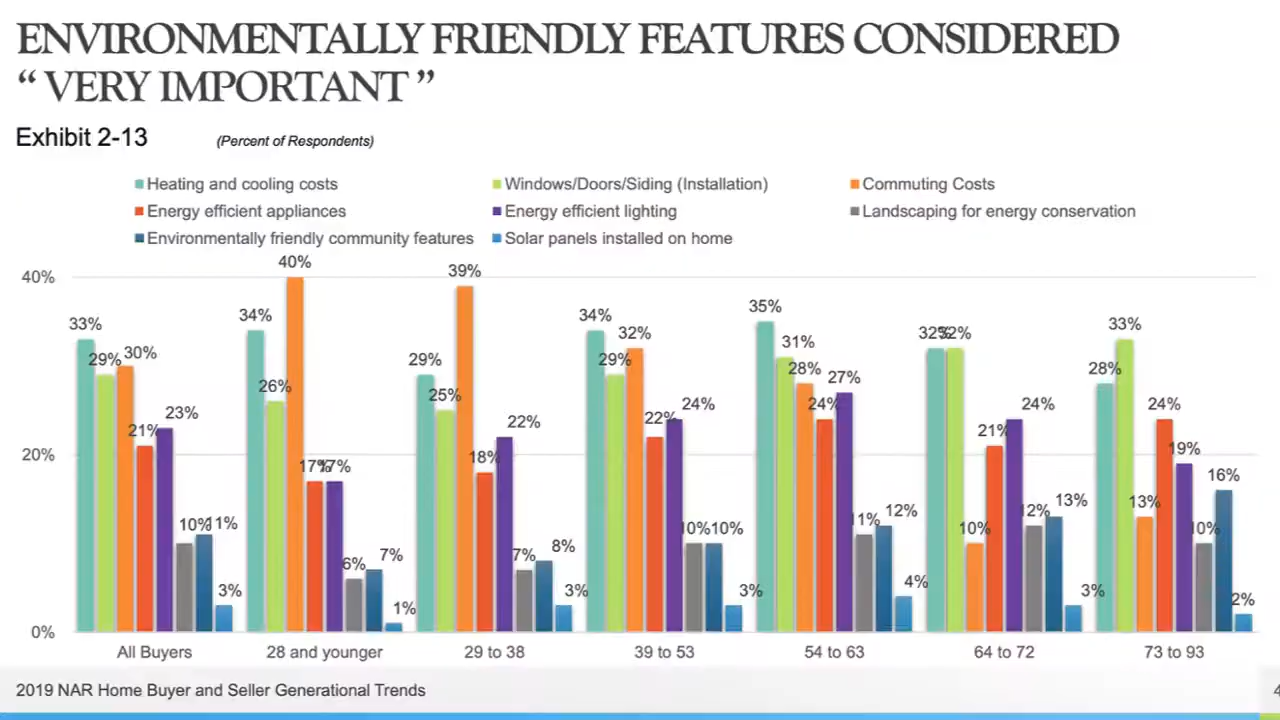 ENVIRONMENTALLY FRIENDLY FEATURES CONSIDERED
“ VERY IMPORTANT ”
Exhibit 2-13 (Percent of Respondents)
Heating and cooling costs Windows/Doors/Siding (Installation) Commuting Costs
Energy efficient appliances Energy efficient lighting Landscaping for energy conservation
Environmentally friendly community features Solar panels installed on home
40%
20%
0%
33% 29% 30% 21% 23% 10% 11% 3%
34% 26% 40% 17% 17% 6% 7% 1%
29% 25% 39% 18% 22% 7% 8% 3%
34% 29% 32% 22% 24% 10% 10% 3%
35% 31% 28% 24% 27% 11% 12% 4%
32% 32% 10% 21% 24% 12% 13% 3%
28% 33% 13% 24% 19% 10% 16% 2%
All Buyers 28 and younger 29 to 38 39 to 53 54 to 63 64 to 72 73 to 93
2019 NAR Home Buyer and Seller Generational Trends